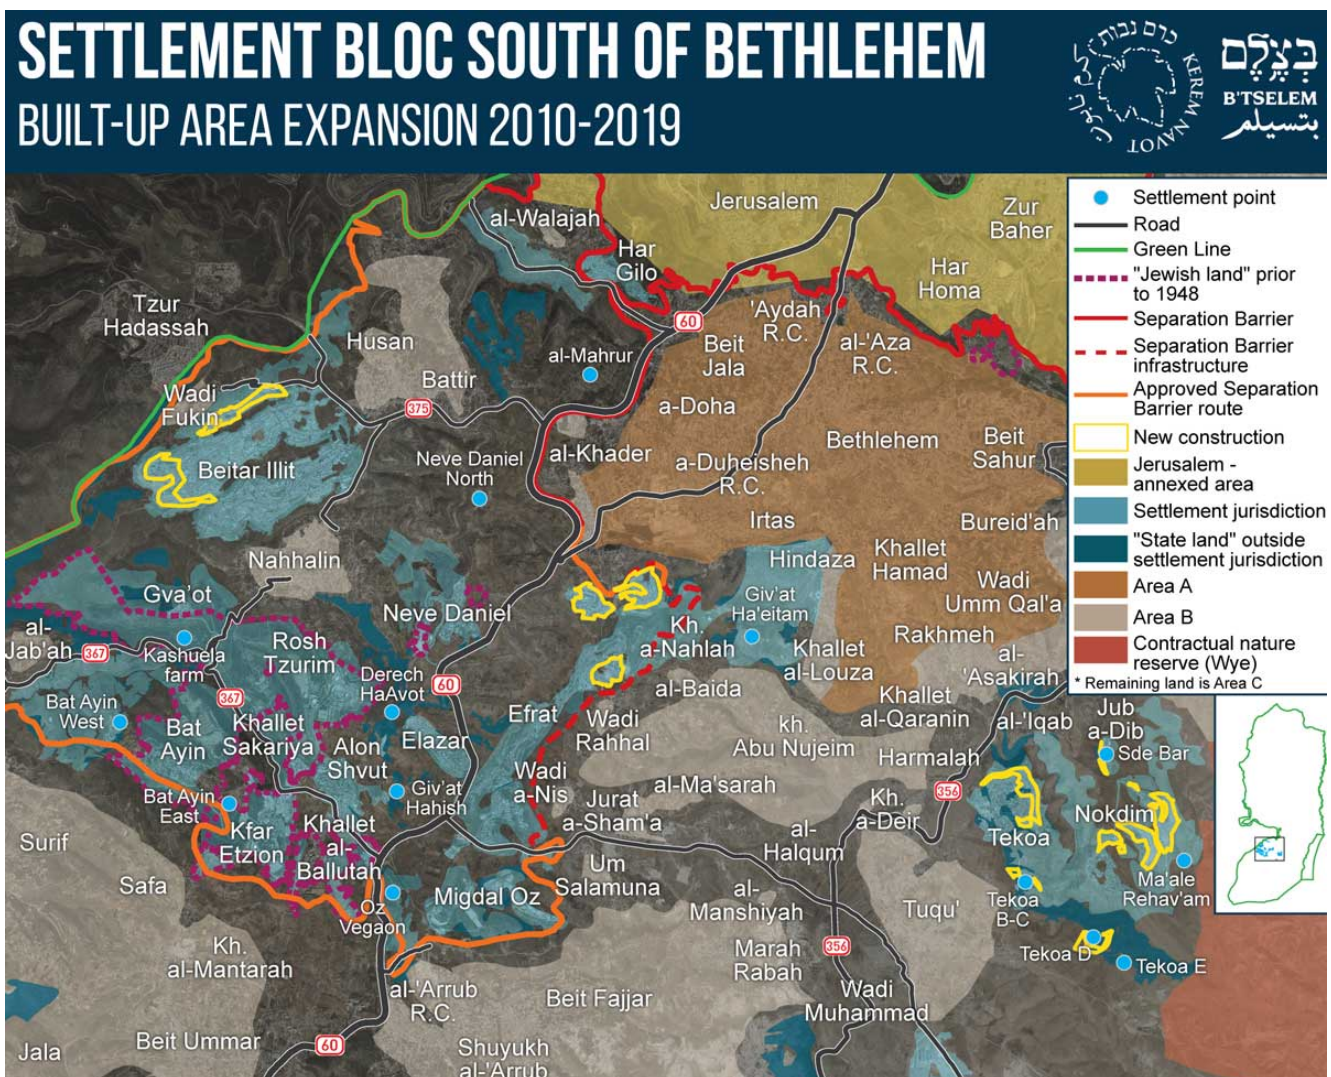 SETTLEMENT BLOC SOUTH OF BETHLEHEM
BUILT-UP AREA EXPANSION 2010-2019
כרם נבות
KEREM NAVOT
كرم نابوت
בְּצֶלֶם
B'TSELEM
بتسيلم
Settlement point
Road
Green Line
"Jewish land" prior
to 1948
Separation Barrier
Separation Barrier
infrastructure
Approved Separation
Barrier route
New construction
Jerusalem -
annexed area
Settlement jurisdiction
"State land" outside
settlement jurisdiction
Area A
Area B
Contractual nature
reserve (Wye)
* Remaining land is Area C
Jerusalem
Zur
Baher
al-Walajah
Har
Gilo
Har
Homa
Tzur
Hadassah
'Aydah
R.C.
60
Husan
Beit
Jala
al-'Aza
R.C.
al-Mahrur
Battir
Wadi
Fukin
375
a-Doha
Bethlehem
Beit
Sahur
al-Khader
Beitar Illit
Neve Daniel
North
a-Duheisheh
R.C.
Irtas
Bureid'ah
Nahhalin
Hindaza
Khallet
Hamad
Gva'ot
Giv'at
Ha'eitam
Wadi
Umm Qal'a
Neve Daniel
al-
Jab'ah
367
Kashuela
farm
Rosh
Tzurim
Kh.
a-Nahlah
Rakhmeh
Khallet
al-Louza
al-
'Asakirah
Derech
HaAvot
60
367
al-Baida
Bat Ayin
West
Bat
Ayin
Khallet
Sakariya
Alon
Shvut
Elazar
Efrat
Wadi
Rahhal
kh.
Abu Nujeim
Khallet
al-Qaranin
al-'Iqab
Jub
a-Dib
Sde Bar
Harmalah
Wadi
a-Nis
al-Ma'sarah
Giv'at
Hahish
Bat Ayin
East
Kfar
Etzion
Khallet
al-
Ballutah
Jurat
a-Sham'a
Kh.
a-Deir
356
Tekoa
Nokdim
Surif
Safa
al-
Halqum
Um
Salamuna
Migdal Oz
Oz
Vegaon
al-
Manshiyah
Tuqu'
Tekoa
B-C
Ma'ale
Rehav'am
Kh.
al-Mantarah
Marah
Rabah
356
Tekoa D
Tekoa E
al-'Arrub
R.C.
Beit Fajjar
Wadi
Muhammad
Jala
Beit Ummar
60
Shuyukh
al-'Arrub